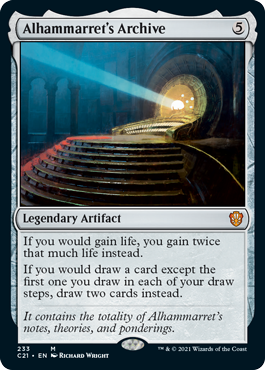 Alhammarret's Archive 5
Legendary Artifact
If you would gain life, you gain twice
that much life instead.
If you would draw a card except the
first one you draw in each of your draw
steps, draw two cards instead.
It contains the totality of Alhammarret's
notes, theories, and ponderings.
233 M
C21 • EN RICHARD WRIGHT
™ & © 2021 Wizards of the Coast